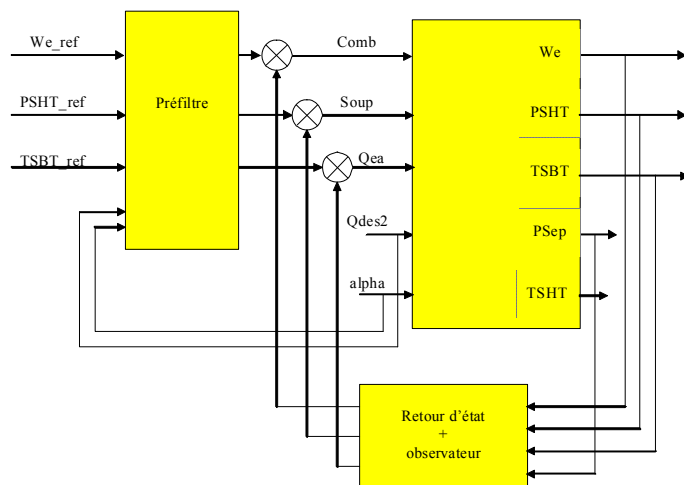 We_ref
PSHT_ref
TSBT_ref
Préfiltre
Comb
Soup
Qea
Qdes2
alpha
We
PSHT
TSBT
PSep
TSHT
Retour d'état
+
observateur